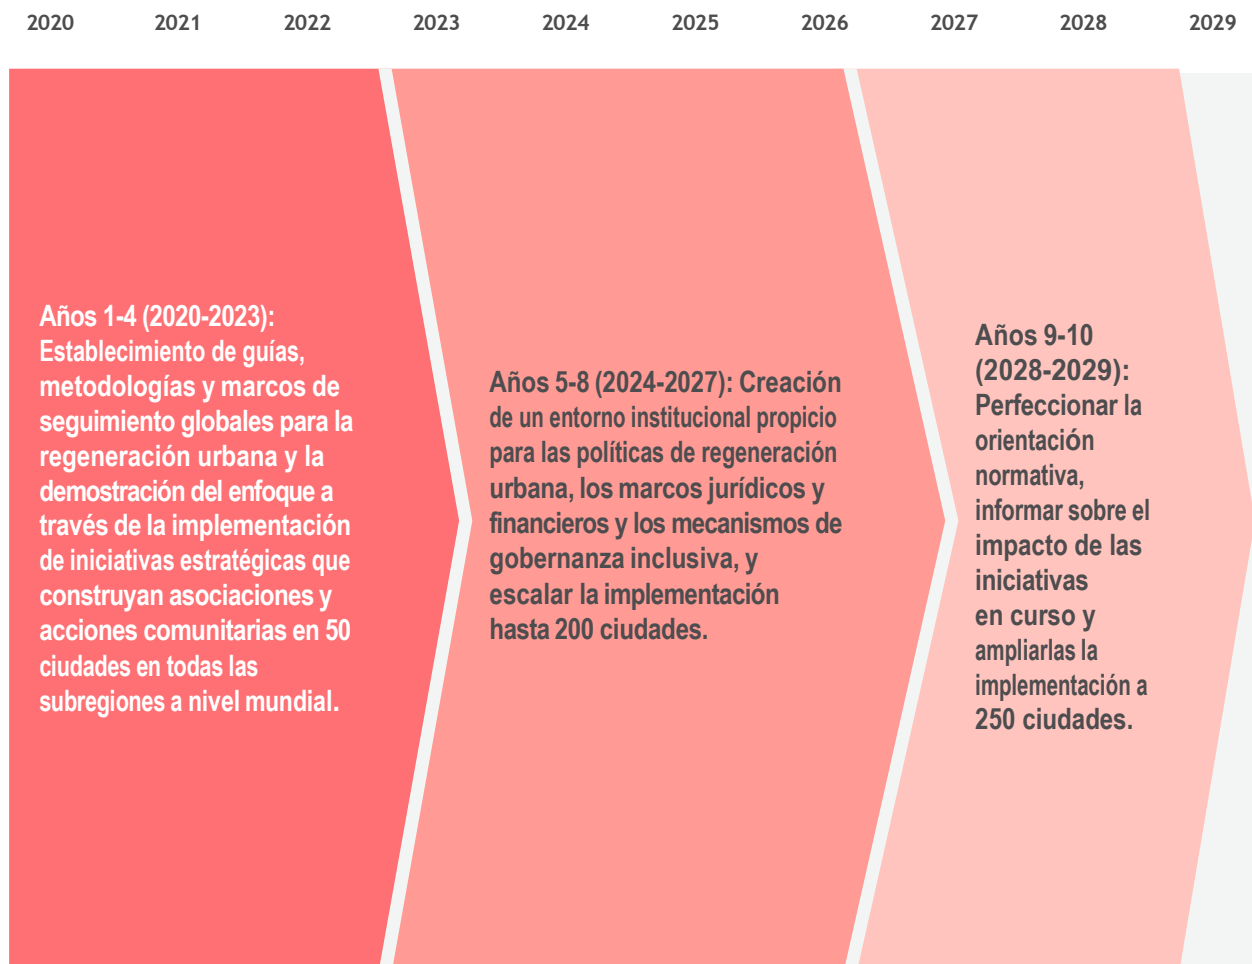 2020 2021 2022 2023 2024 2025 2026 2027 2028 2029
Años 1-4 (2020-2023):
Establecimiento de guías,
metodologías y marcos de
seguimiento globales para la
regeneración urbana y la
demostración del enfoque a
través de la implementación
de iniciativas estratégicas que
construyan asociaciones y
acciones comunitarias en 50
ciudades en todas las
subregiones a nivel mundial.
Años 5-8 (2024-2027): Creación
de un entorno institucional propicio
para las políticas de regeneración
urbana, los marcos jurídicos y
financieros y los mecanismos de
gobernanza inclusiva, y
escalar la implementación
hasta 200 ciudades.
Años 9-10
(2028-2029):
Perfeccionar la
orientación
normativa,
informar sobre el
impacto de las
iniciativas
en curso y
ampliarlas la
implementación a
250 ciudades.